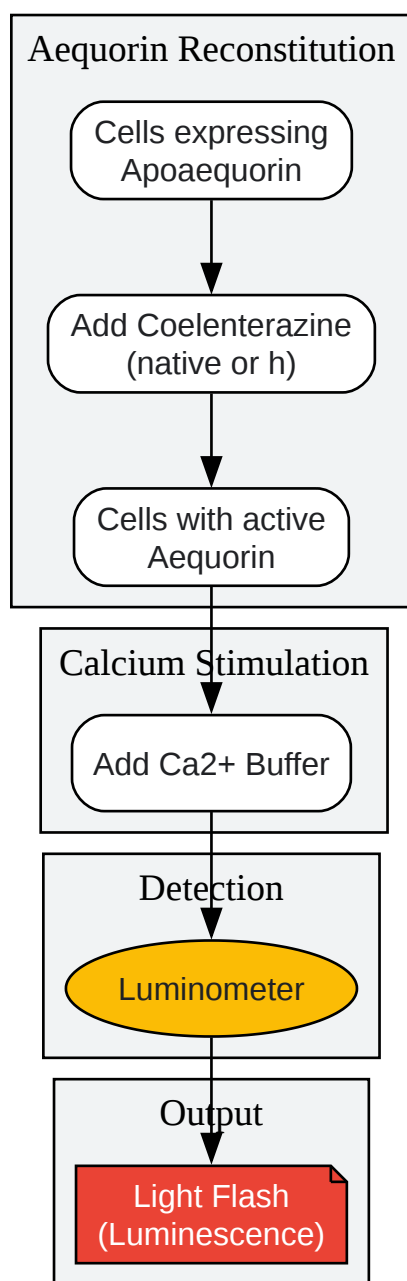 Aequorin Reconstitution
Cells expressing
Apoaequorin
Add Coelenterazine
(native or h)
Cells with active
Aequorin
Calcium Stimulation
Add Ca2+ Buffer
Detection
Luminometer
Output
Light Flash
(Luminescence)